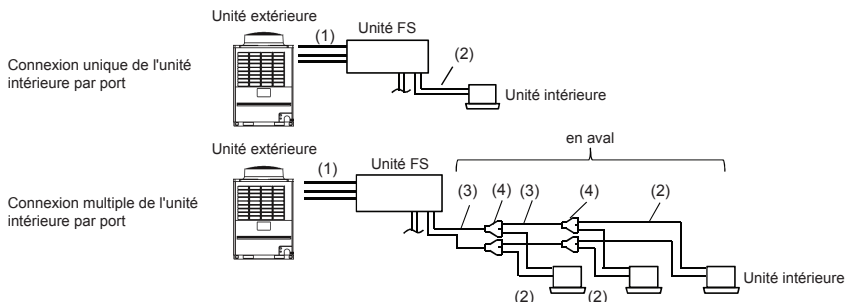 Unité extérieure
Unité FS
(1)
(2)
Connexion unique de l'unité
intérieure par port
Unité intérieure
Unité extérieure
en aval
(1)
Unité FS
(3)
(4)
(3)
(4)
(2)
Connexion multiple de l'unité
intérieure par port
Unité intérieure
(2)
(2)